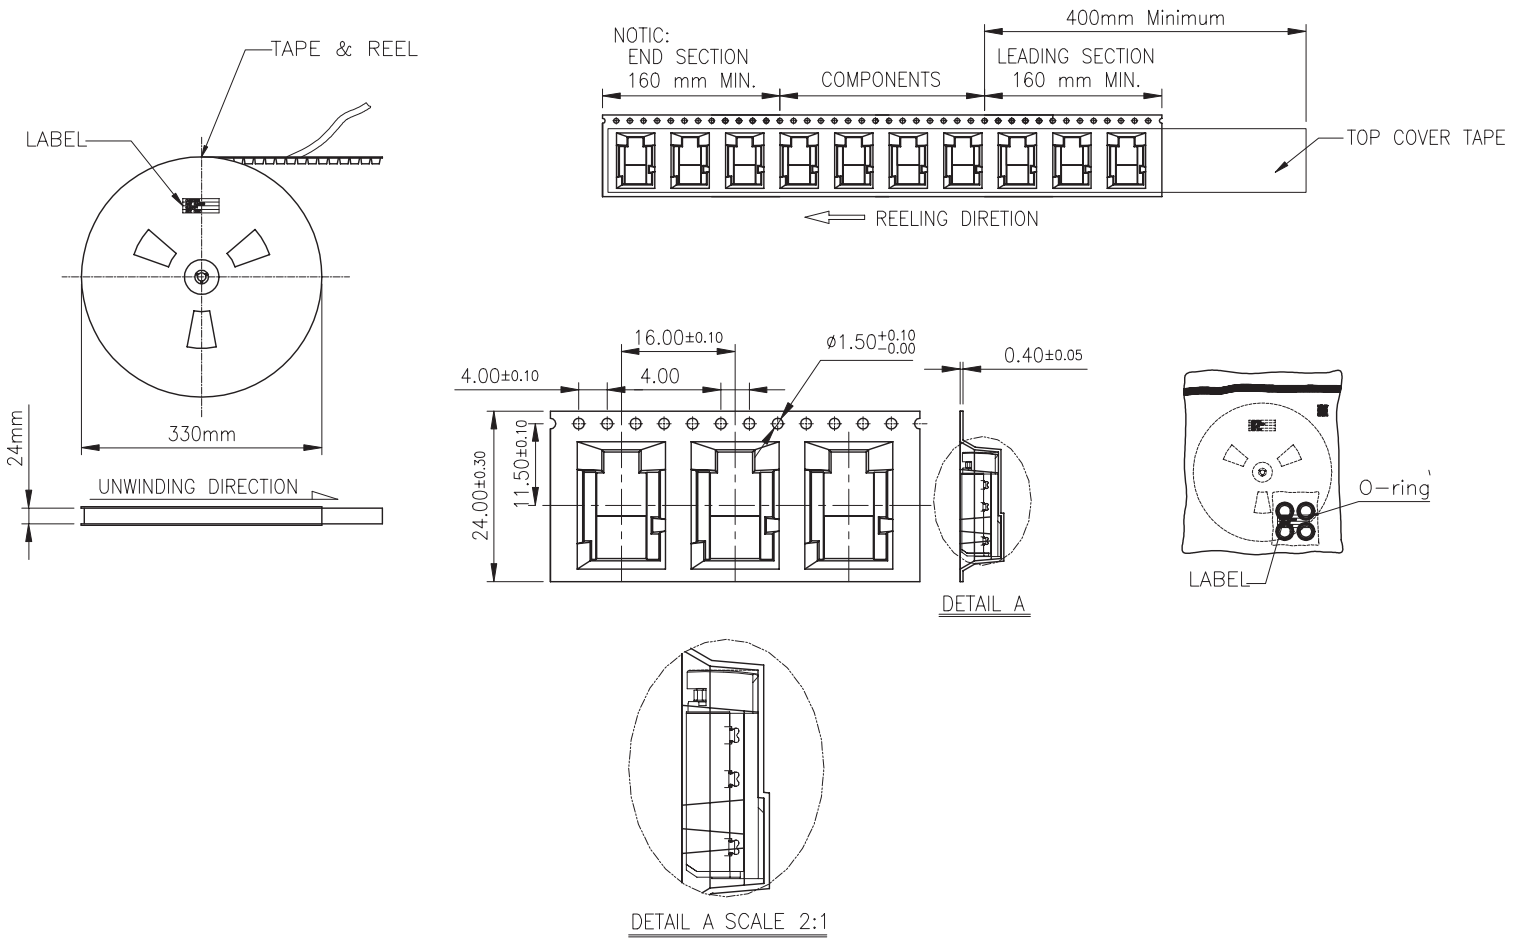 400mm Minimum
NOTIC:
END SECTION
160 mm MIN.
COMPONENTS
LEADING SECTION
160 mm MIN.
TAPE & REEL
LABEL
TOP COVER TAPE
REELING DIRETION
16.00±0.10
ø1.50+0.10
-0.00
0.40±0.05
4.00±0.10
4.00
330mm
24mm
24.00±0.30
11.50±0.10
UNWINDING DIRECTION
O-ring
LABEL
DETAIL A
DETAIL A SCALE 2:1